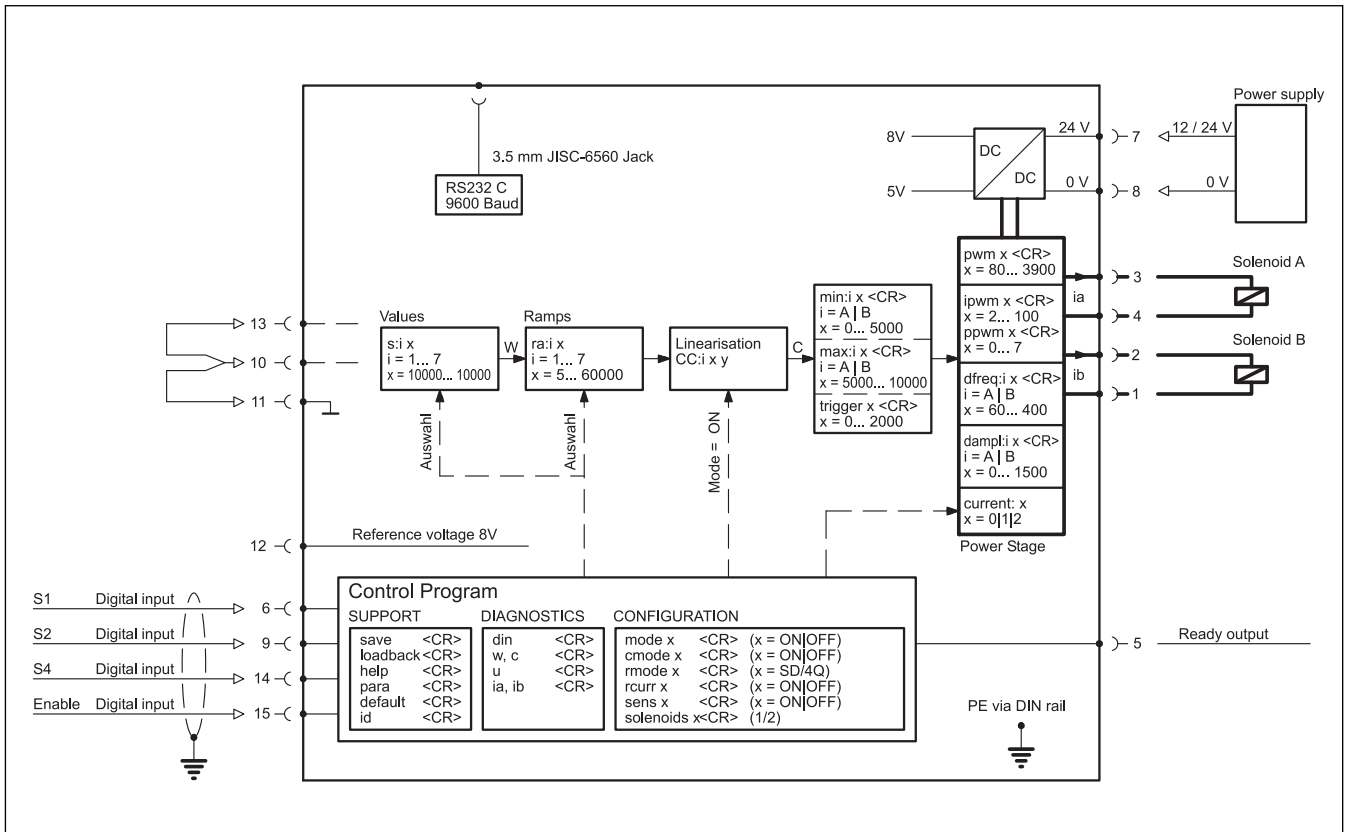 Power supply
8V
24 V
7
12 / 24 V
3.5 mm JISC-6560 Jack
DC
DC
RS232 C
9600 Baud
5V
0 V
8
0 V
pwm x <CR>
x = 80... 3900
3
Solenoid A
ia
ipwm x <CR>
x = 2... 100
ppwm x <CR>
x = 0... 7
4
min:i x <CR>
i = A | B
x = 0... 5000
13
Values
Ramps
s:i x
i = 1... 7
x = 10000... 10000
W
ra:i x
i = 1... 7
x = 5... 60000
Linearisation
CC:i x y
C
max:i x <CR>
i = A | B
x = 5000... 10000
10
2
Solenoid B
ib
dfreq:i x <CR>
i = A | B
x = 60... 400
1
11
trigger x <CR>
x = 0... 2000
Auswahl
Auswahl
Mode = ON
dampl:i x <CR>
i = A | B
x = 0... 1500
current: x
x = 0|1|2
Power Stage
12
Reference voltage 8V
Control Program
S1 Digital input
6
S2 Digital input
9
S4 Digital input
14
Enable Digital input
15
SUPPORT
save <CR>
loadback <CR>
help <CR>
para <CR>
default <CR>
id <CR>
DIAGNOSTICS
din <CR>
w, c <CR>
u <CR>
ia, ib <CR>
CONFIGURATION
mode x <CR> (x = ON|OFF)
cmode x <CR> (x = ON|OFF)
rmode x <CR> (x = SD/4Q)
rcurr x <CR> (x = ON|OFF)
sens x <CR> (x = ON|OFF)
solenoids x<CR> (1/2)
5
Ready output
PE via DIN rail